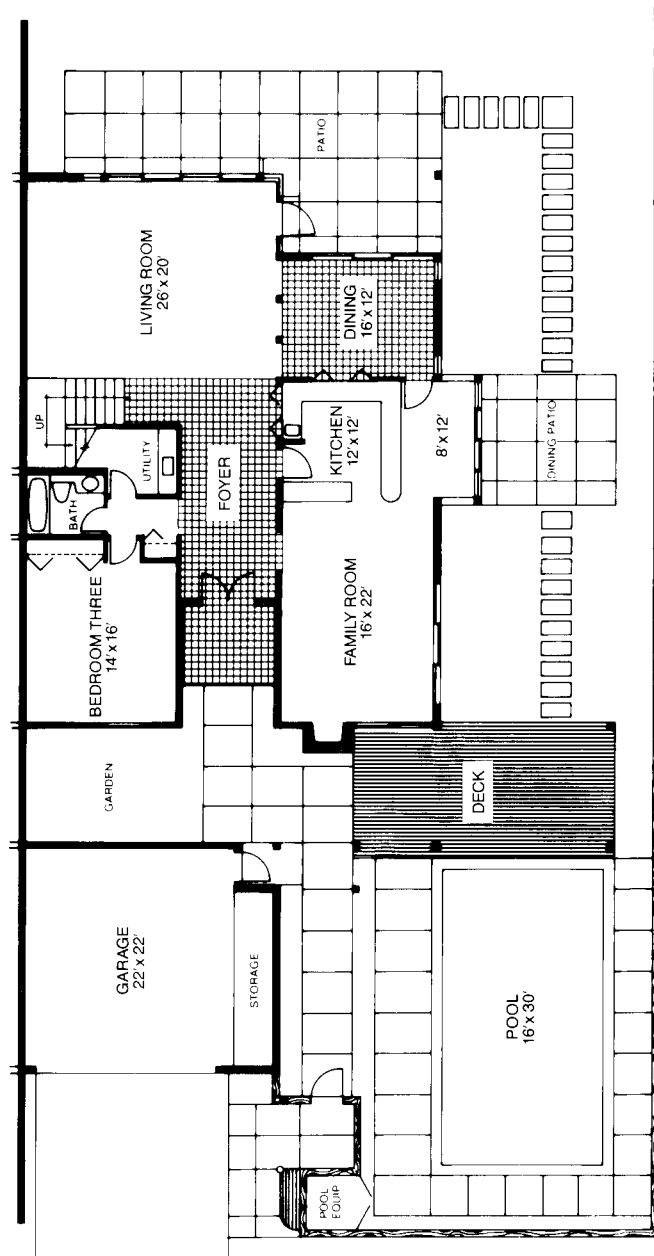 PATIO
LIVING ROOM
26' x 20'
DINING
16' x 12'
UP
UTILITY
BATH
FOYER
KITCHEN
12' x 12'
8' x 12'
DINING PATIO
BEDROOM THREE
14' x 16'
FAMILY ROOM
16' x 22'
GARDEN
DECK
GARAGE
22' x 22'
STORAGE
POOL
16' x 30'
POOL
EQUIP